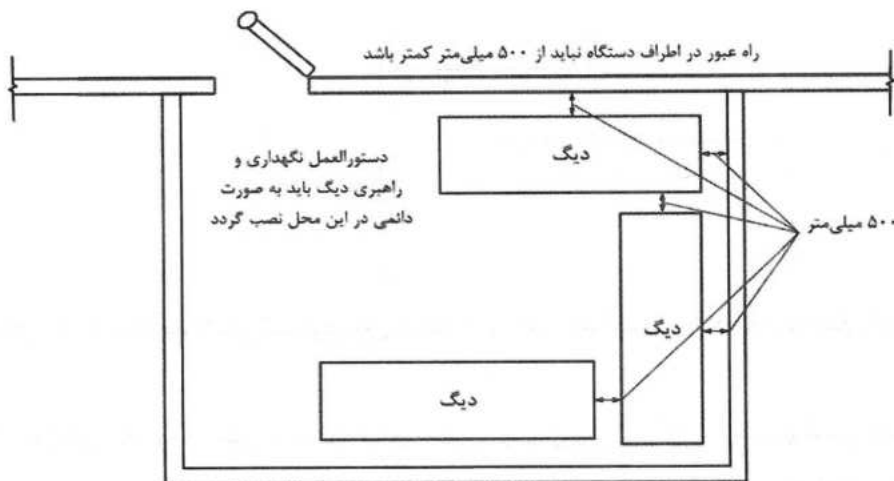 راه عبور در اطراف دستگاه نباید از ۵۰۰ میلی‌متر کمتر باشد
دیگ
دستورالعمل نگهداری و
راهبری دیگ باید به صورت
دائمی در این محل نصب گردد
۵۰۰ میلی‌متر
دیگ
دیگ